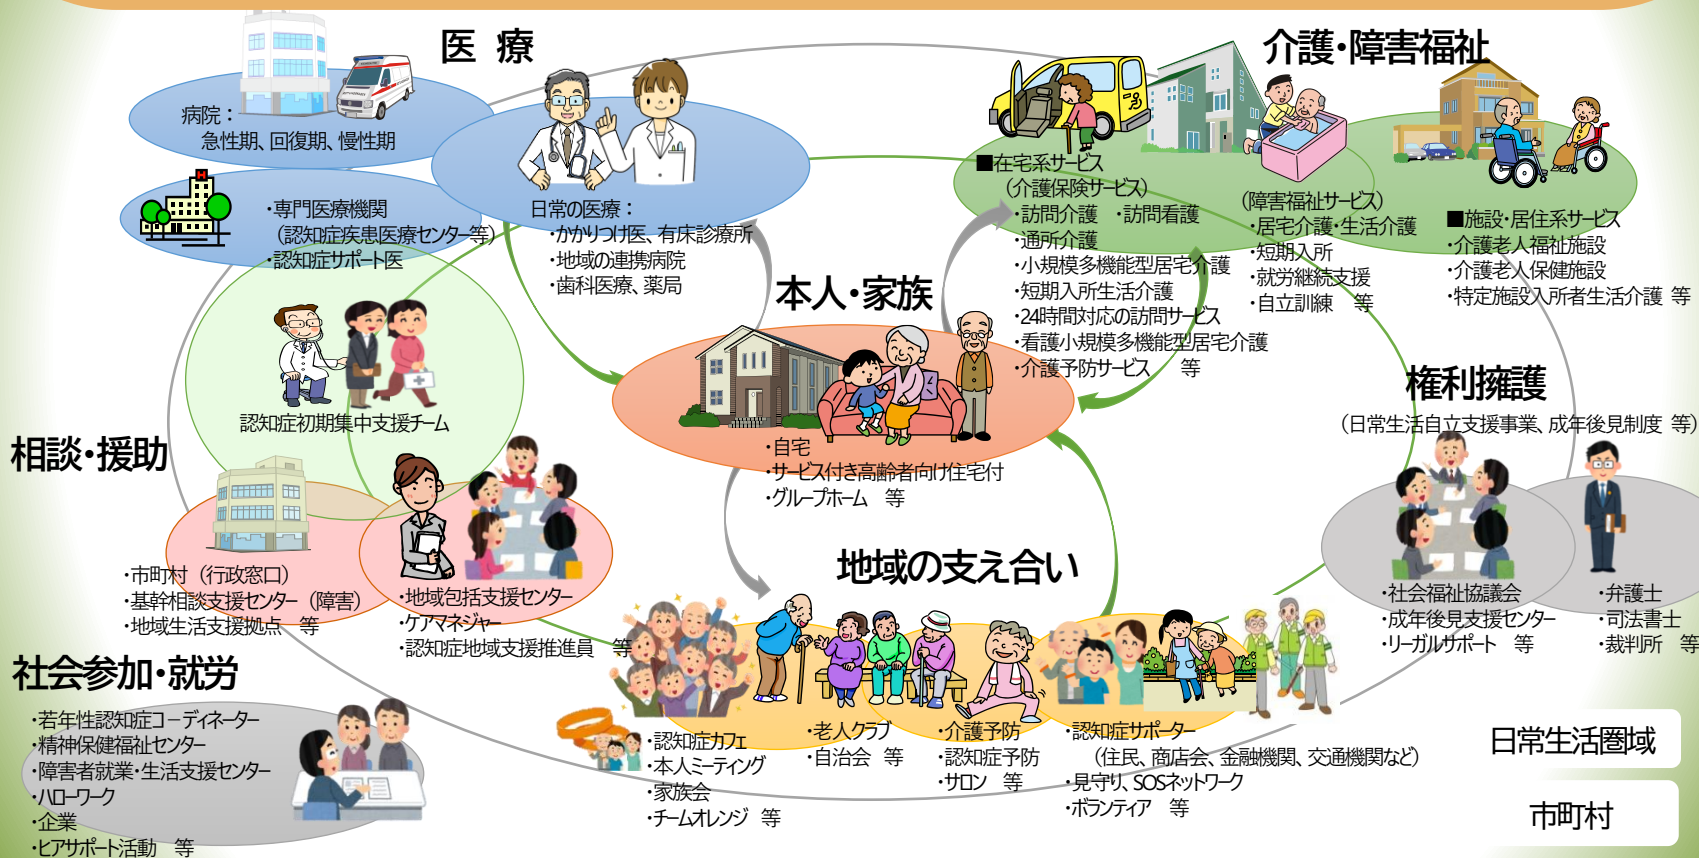 医 療
病院：
急性期、回復期、慢性期
・専門医療機関
（認知症疾患医療センター等）
・認知症サポート医
日常の医療：
・かかりつけ医、有床診療所
・地域の連携病院
・歯科医療、薬局
介護・障害福祉
■在宅系サービス
（介護保険サービス）
・訪問介護 ・訪問看護
・通所介護
・小規模多機能型居宅介護
・短期入所生活介護
・24時間対応の訪問サービス
・看護小規模多機能型居宅介護
・介護予防サービス 等
（障害福祉サービス）
・居宅介護・生活介護
・短期入所
・就労継続支援
・自立訓練 等
■施設・居住系サービス
・介護老人福祉施設
・介護老人保健施設
・特定施設入所者生活介護 等
本人・家族
・自宅
・サービス付き高齢者向け住宅付
・グループホーム 等
認知症初期集中支援チーム
相談・援助
・市町村（行政窓口）
・基幹相談支援センター（障害）
・地域生活支援拠点 等
・地域包括支援センター
・ケアマネジャー
・認知症地域支援推進員 等
権利擁護
（日常生活自立支援事業、成年後見制度 等）
・社会福祉協議会
・成年後見支援センター
・リーガルサポート 等
・弁護士
・司法書士
・裁判所 等
社会参加・就労
・若年性認知症コーディネーター
・精神保健福祉センター
・障害者就業・生活支援センター
・ハローワーク
・企業
・ピアサポート活動 等
地域の支え合い
・認知症カフェ
・本人ミーティング
・家族会
・チームオレンジ 等
・老人クラブ
・自治会 等
・介護予防
・認知症予防
・サロン 等
・認知症サポーター
（住民、商店会、金融機関、交通機関など）
・見守り、SOSネットワーク
・ボランティア 等
日常生活圏域
市町村